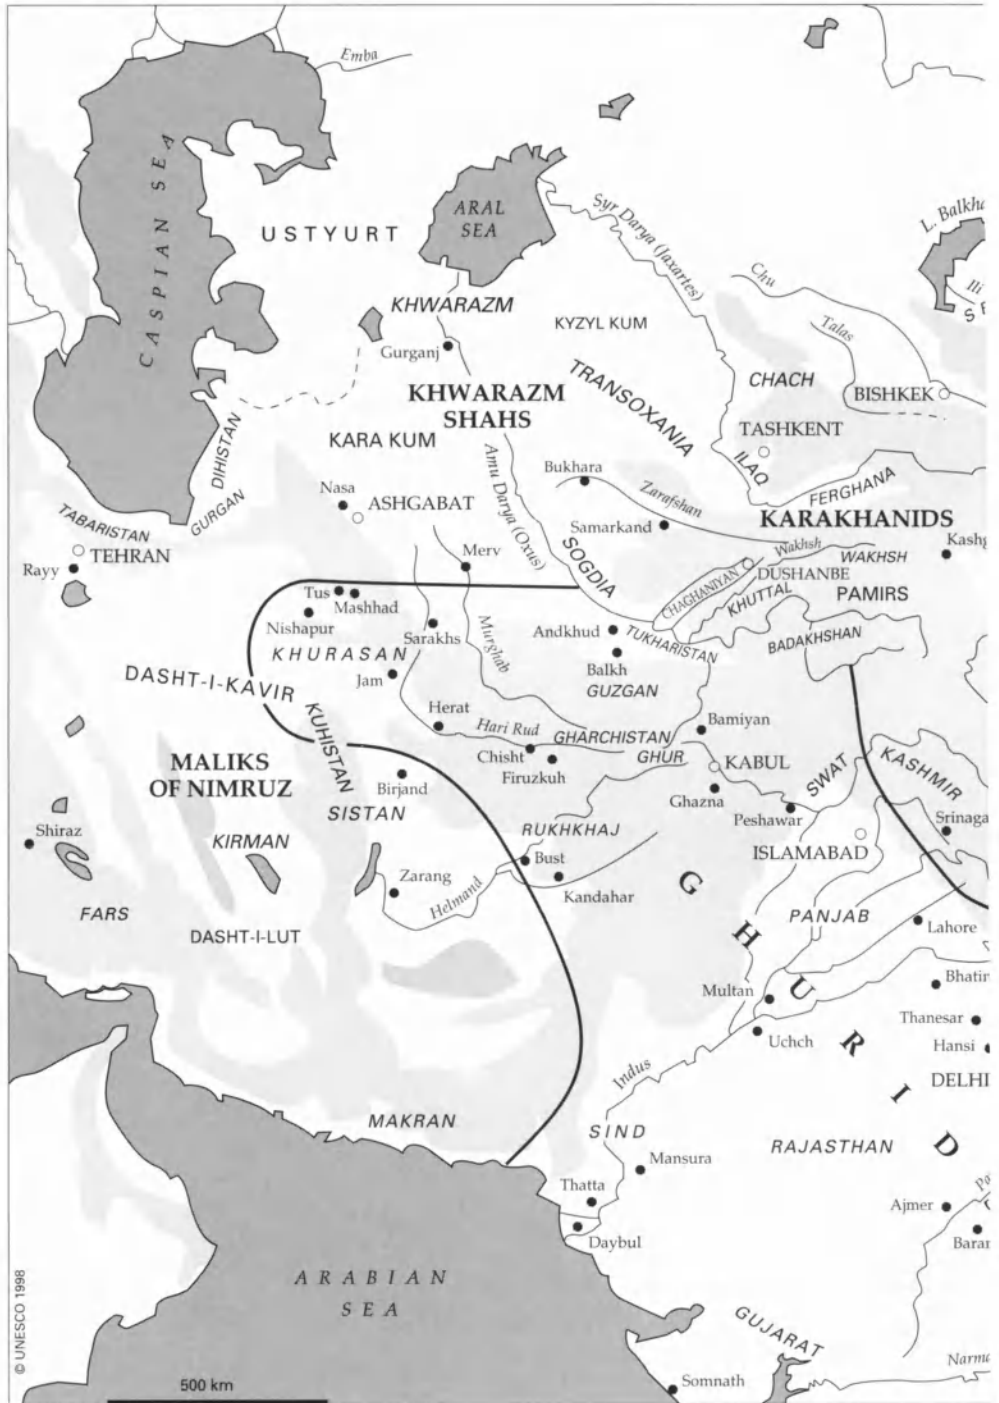 Emba
CASPIAN SEA
ARAL
SEA
USTYURT
Syr Darya (Jaxartes)
L. Balkha
Ili
Chu
Talas
KHWARAZM
KYZYL KUM
Gurganj
KHWARAZM
SHAHS
TRANSOXANIA
CHACH
BISHKEK
KARA KUM
TASHKENT
ILAQ
DIHISTAN
Amu Darya (Oxus)
Bukhara
FERGHANA
Nasa
ASHGABAT
Zarafshan
GURGAN
TABARISTAN
Samarkand
KARAKHANIDS
TEHRAN
Rayy
Merv
SOGDIA
Wakhsh
WAKHSH
Kashg
CHAGHANIYAN
DUSHANBE
KHUTTAL
PAMIRS
Tus
Mashhad
Nishapur
Sarakhs
Murghab
Andkhud
TUKHARISTAN
BADAKHSHAN
KHURASAN
Balkh
Jam
GUZGAN
DASHT-I-KAVIR
KUHISTAN
Herat
Hari Rud
GHARCHISTAN
Bamiyan
Chisht
Firuzkuh
GHUR
KABUL
SWAT
KASHMIR
MALIKS
OF NIMRUZ
Birjand
Ghazna
Peshawar
SISTAN
Srinaga
Shiraz
KIRMAN
RUKHKHAJ
ISLAMABAD
Bust
Kandahar
Zarang
Helmand
FARS
DASHT-I-LUT
PANJAB
Lahore
GHURID
Multan
Bhatin
Uchch
Thanesar
Hansi
DELHI
Indus
MAKRAN
SIND
RAJASTHAN
Mansura
Thatta
Ajmer
Daybul
Baran
ARABIAN
SEA
GUJARAT
Narma
Somnath
© UNESCO 1998
500 km